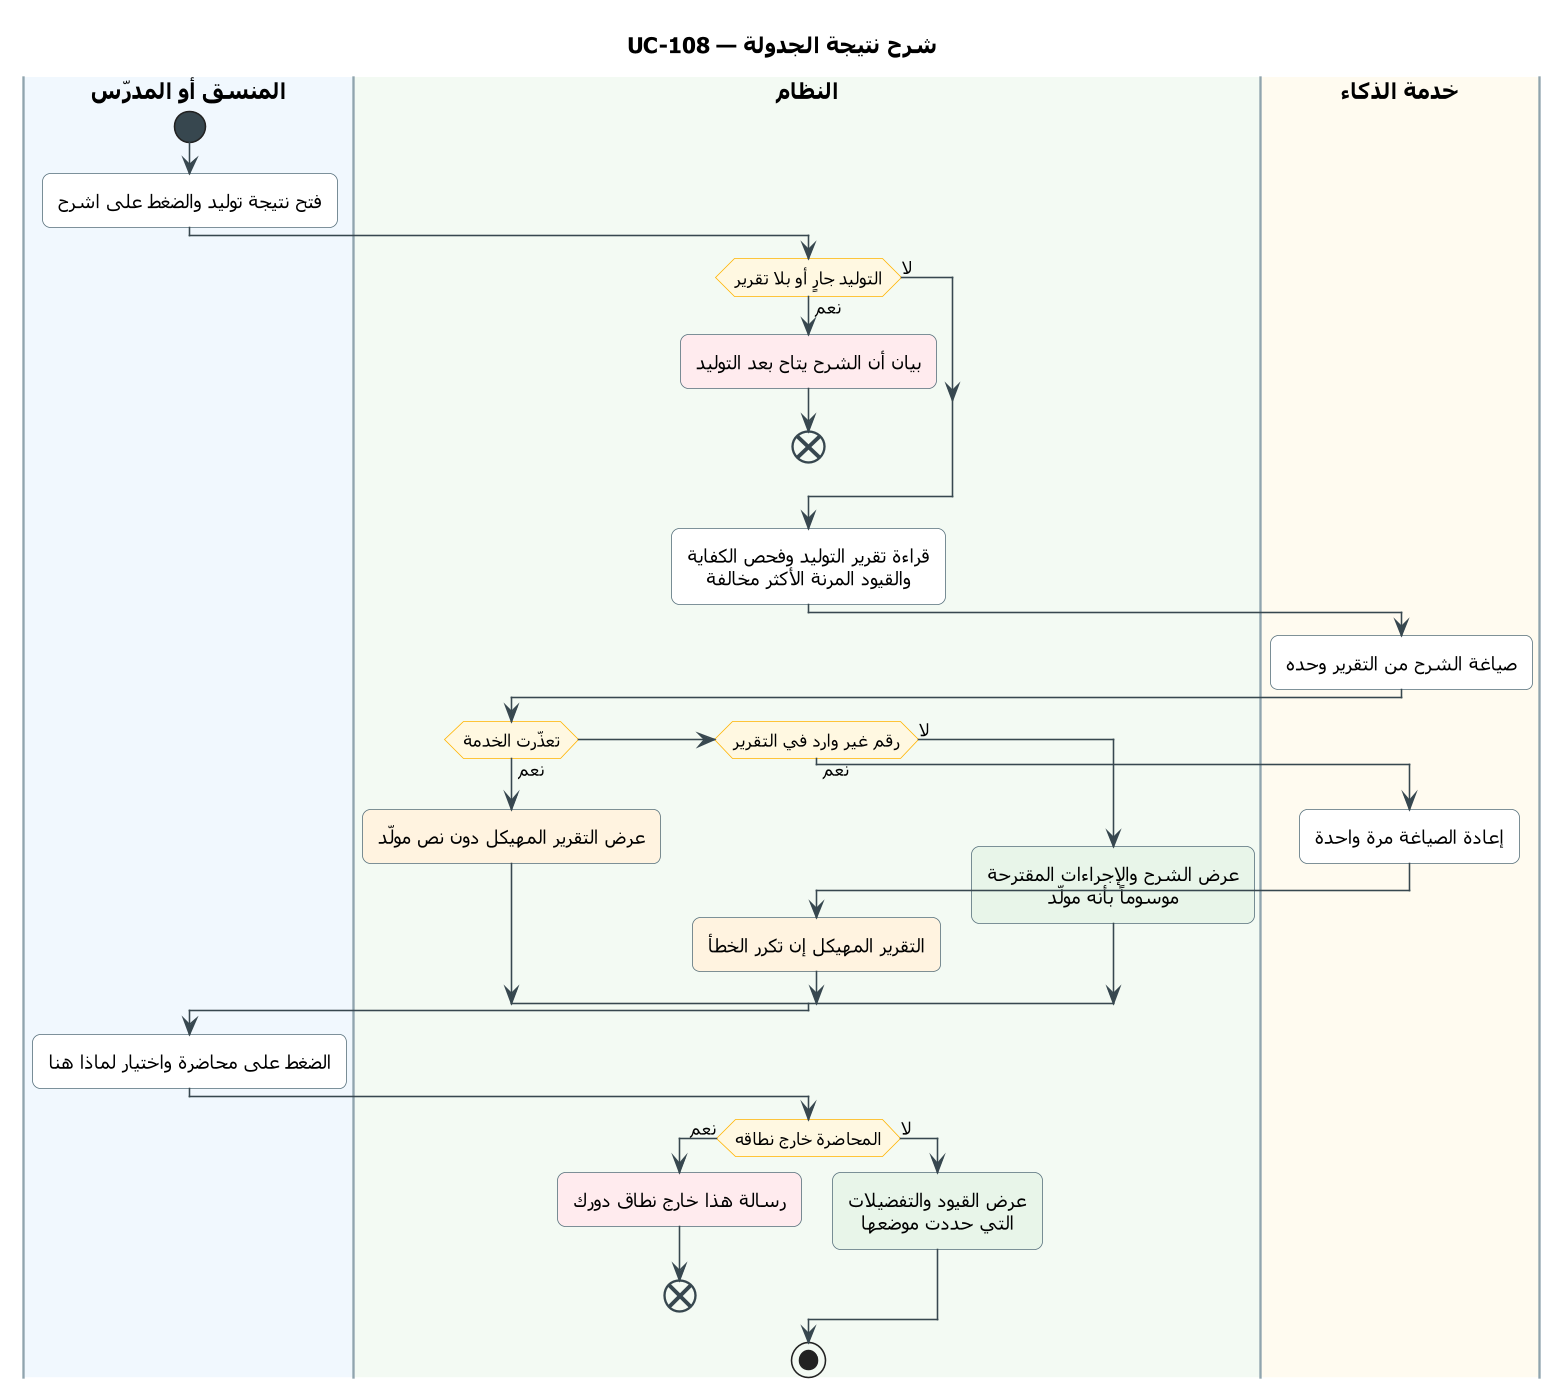 UC-108 — شرح نتيجة الجدولة
المنسق أو المدرّس
النظام
خدمة الذكاء
فتح نتيجة توليد والضغط على اشرح
التوليد جارٍ أو بلا تقرير
لا
نعم
بيان أن الشرح يتاح بعد التوليد
قراءة تقرير التوليد وفحص الكفاية
والقيود المرنة الأكثر مخالفة
صياغة الشرح من التقرير وحده
تعذّرت الخدمة
نعم
رقم غير وارد في التقرير
لا
نعم
عرض التقرير المهيكل دون نص مولّد
إعادة الصياغة مرة واحدة
عرض الشرح والإجراءات المقترحة
موسوماً بأنه مولّد
التقرير المهيكل إن تكرر الخطأ
الضغط على محاضرة واختيار لماذا هنا
المحاضرة خارج نطاقه
نعم
لا
رسالة هذا خارج نطاق دورك
عرض القيود والتفضيلات
التي حددت موضعها